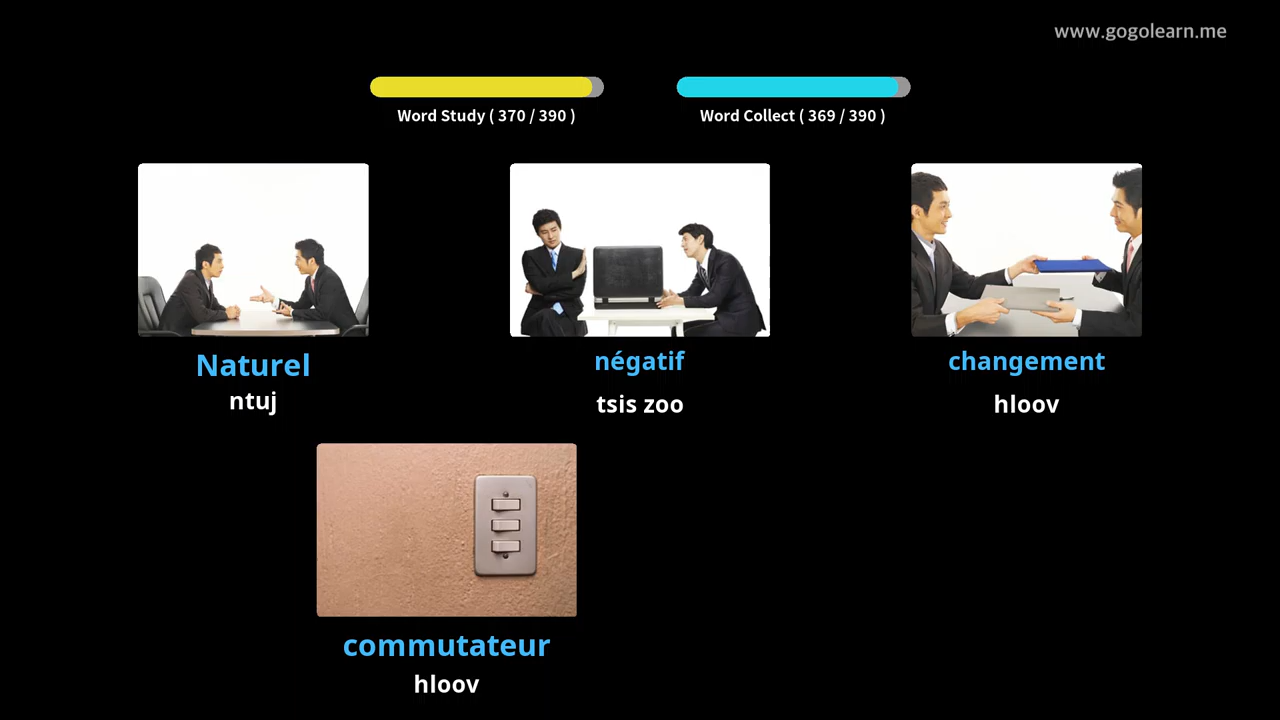 www.gogolearn.me
Word Study ( 370 / 390 )
Word Collect ( 369 / 390 )
Naturel
ntuj
négatif
tsis zoo
changement
hloov
commutateur
hloov